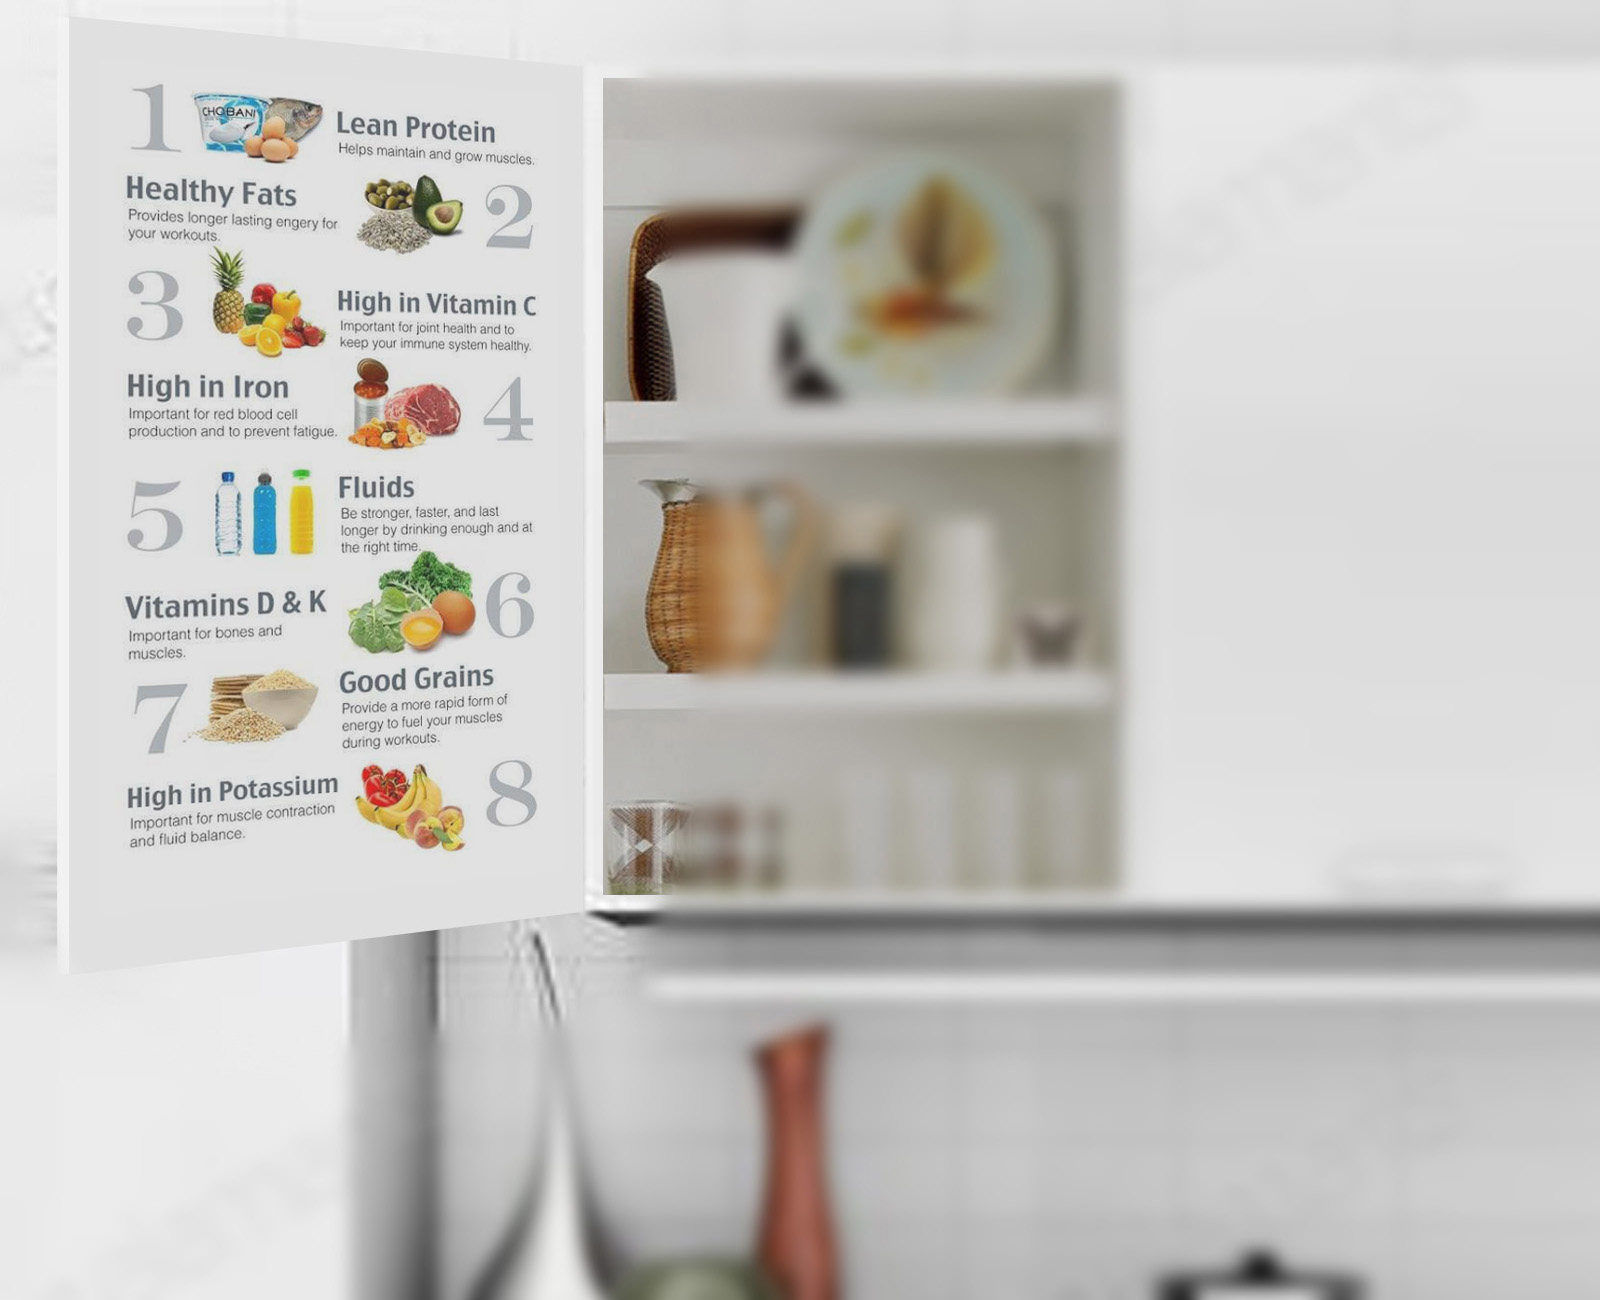 1
CHOBANI
Lean Protein
Helps maintain and grow muscles.
Healthy Fats
Provides longer lasting engery for
your workouts.
2
3
High in Vitamin C
Important for joint health and to
keep your immune system healthy.
High in Iron
Important for red blood cell
production and to prevent fatigue.
4
5
Fluids
Be stronger, faster, and last
longer by drinking enough and at
the right time.
Vitamins D & K
Important for bones and
muscles.
6
7
Good Grains
Provide a more rapid form of
energy to fuel your muscles
during workouts.
High in Potassium
Important for muscle contraction
and fluid balance.
8